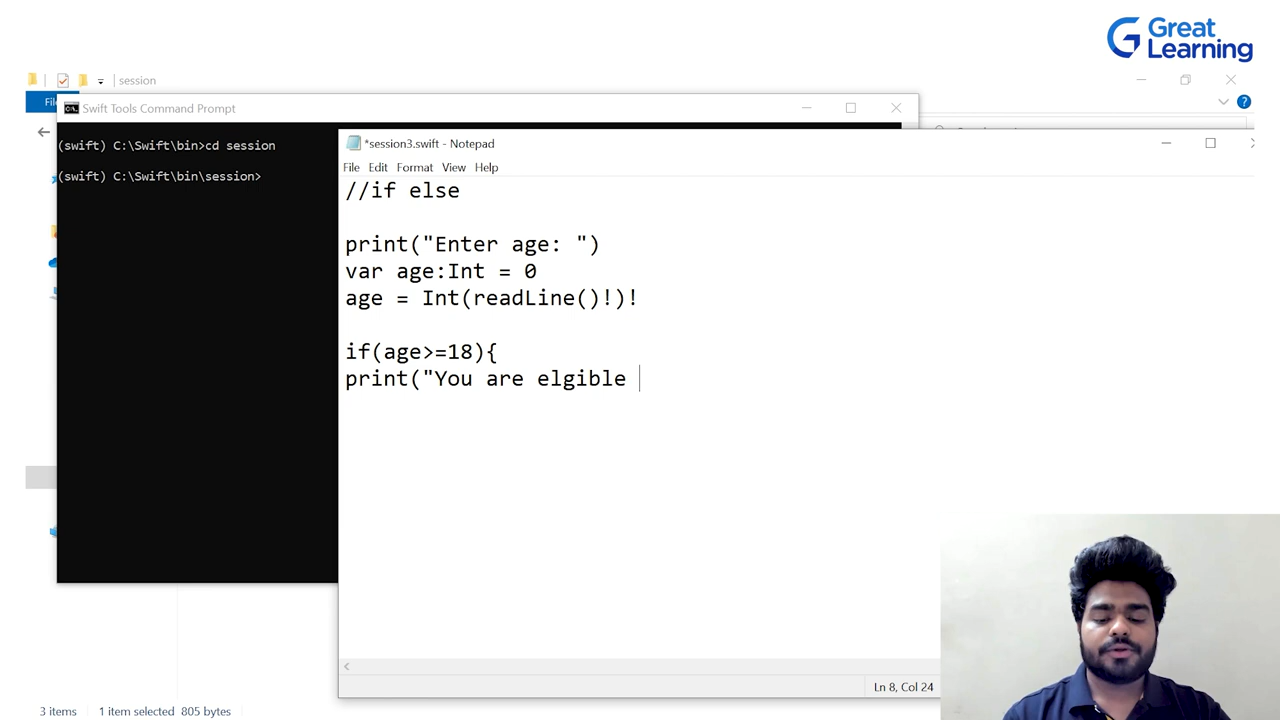 Great
Learning
session
Fil
Swift Tools Command Prompt
(swift) C:\Swift\bin>cd session
(swift) C:\Swift\bin\session>
*session3.swift - Notepad
File Edit Format View Help
//if else
print("Enter age: ")
var age:Int = 0
age = Int(readLine()!)!
if(age>=18){
print("You are elgible
Ln 8, Col 24
3 items 1 item selected 805 bytes